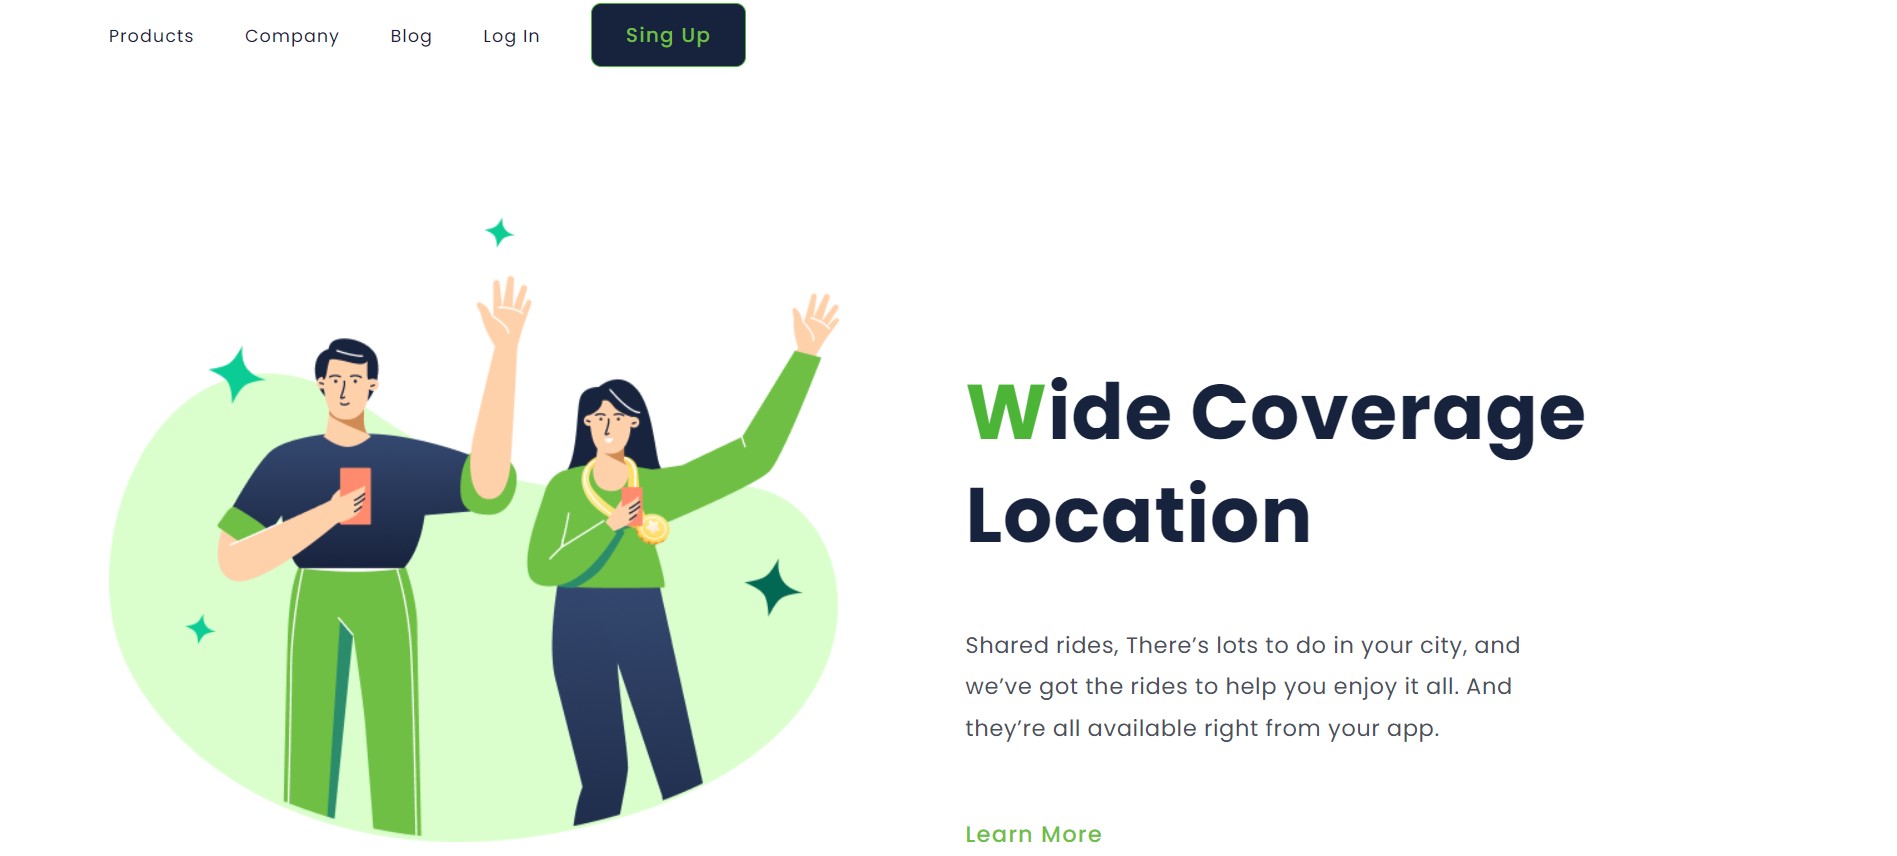 Products Company Blog Log In Sing Up
Wide Coverage
Location
Shared rides, There’s lots to do in your city, and
we’ve got the rides to help you enjoy it all. And
they’re all available right from your app.
Learn More